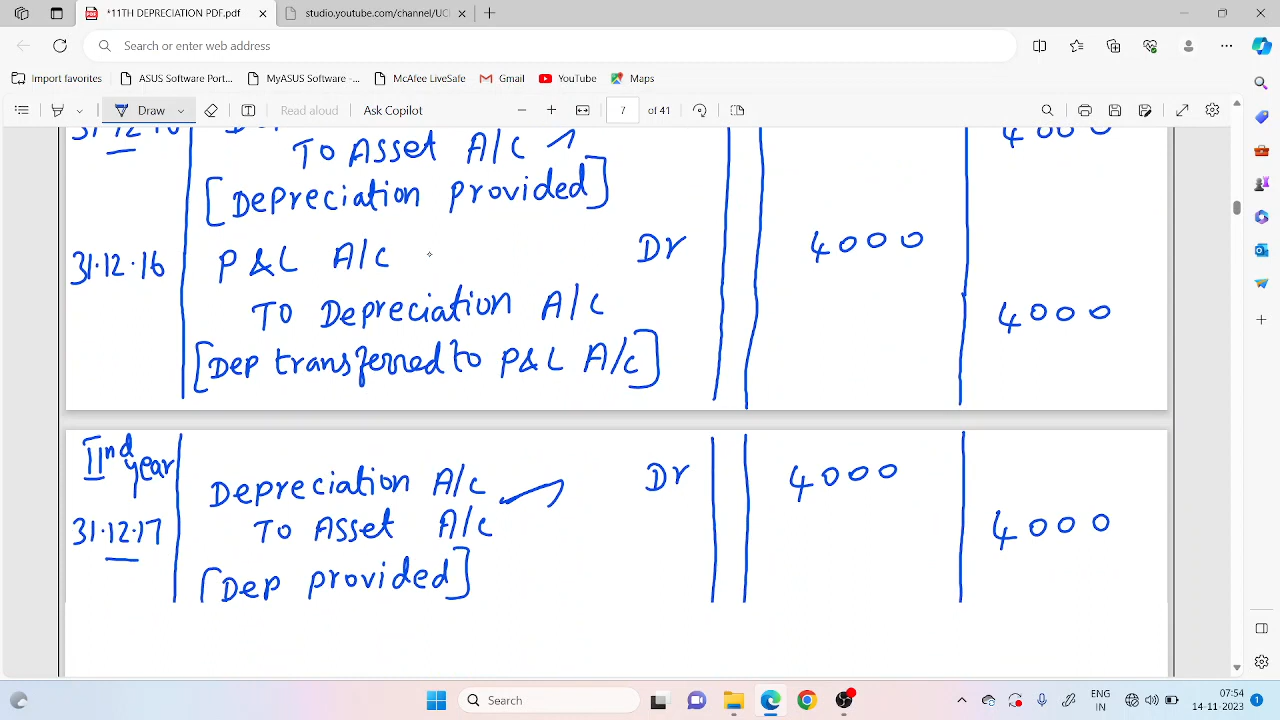 *11TH DEPRECIATION PDF.pdf
studio.youtube.com/channel/UC
Search or enter web address
Import favorites
ASUS Software Port...
MyASUS Software -...
McAfee LiveSafe
Gmail
YouTube
Maps
Draw
Read aloud
Ask Copilot
7 of 41
To Asset A/c 4000
[Depreciation provided]
31.12.16 P&L A/c Dr 4000
To Depreciation A/c 4000
[Dep transferred to P&L A/c]
IInd year
Depreciation A/c Dr 4000
31.12.17 To Asset A/c 4000
[Dep provided]
Search
ENG
IN
07:54
14-11-2023
1